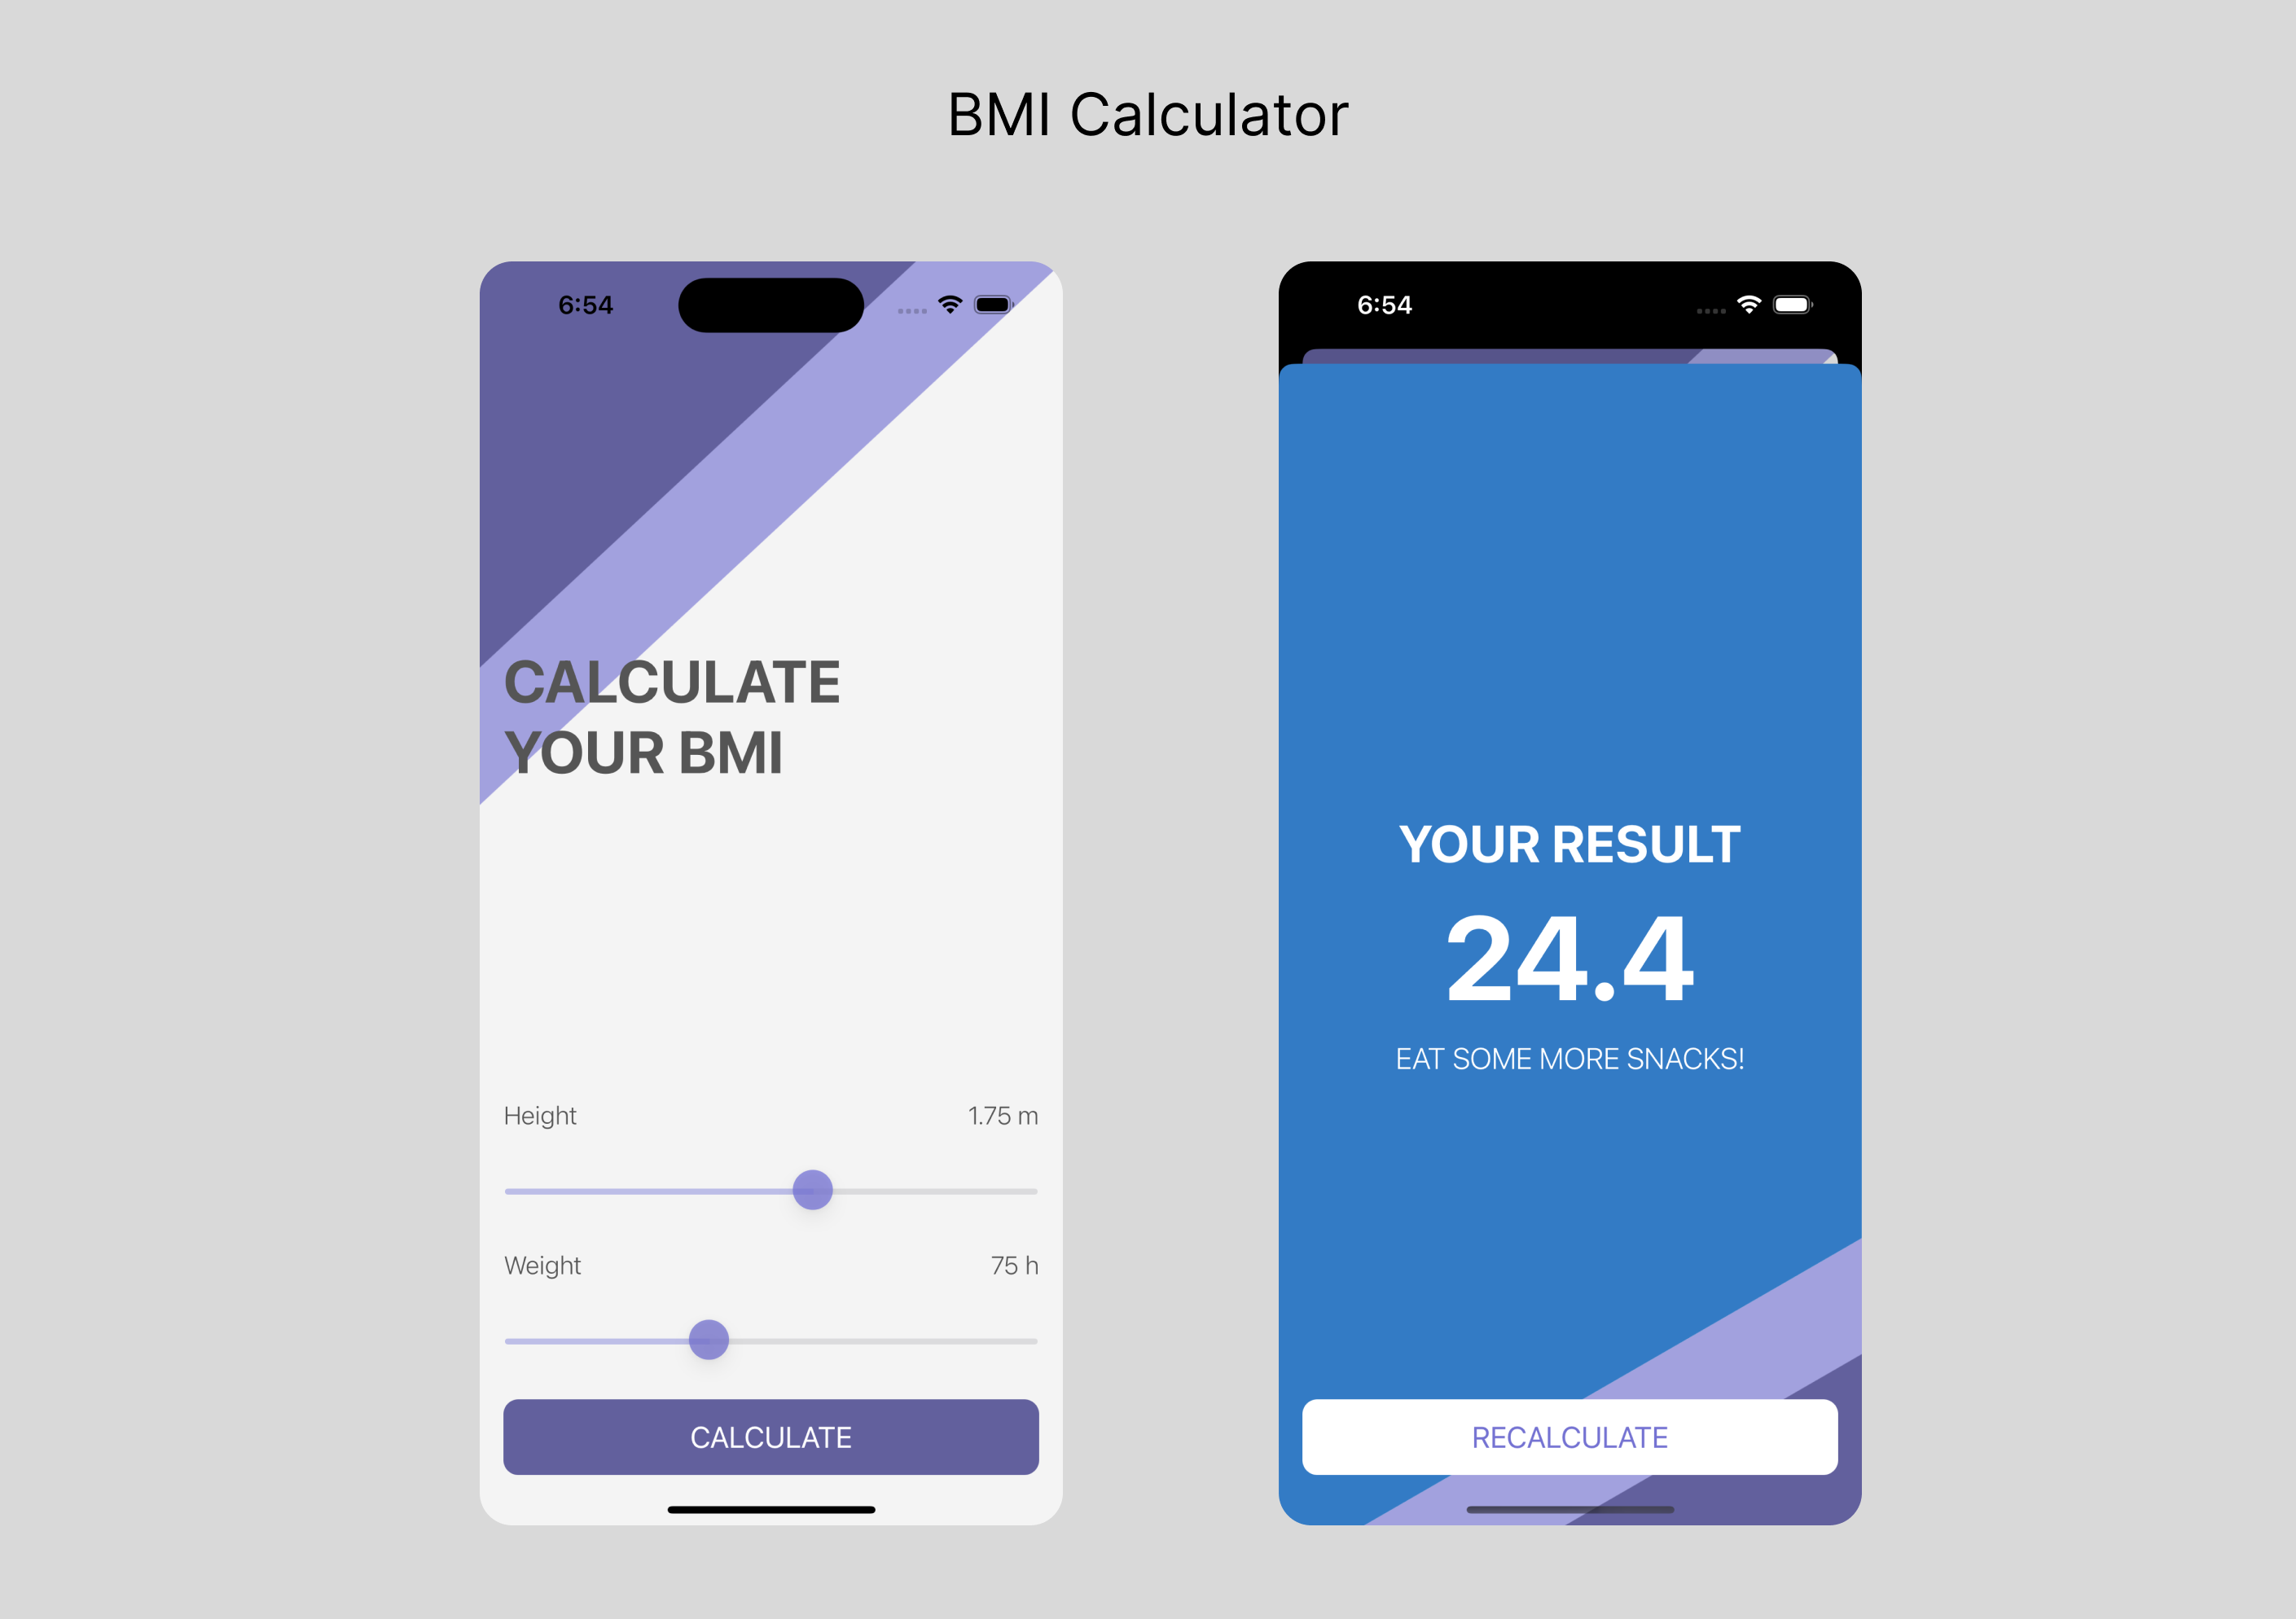 BMI Calculator
6:54
CALCULATE
YOUR BMI
Height 1.75 m
Weight 75 h
CALCULATE
6:54
YOUR RESULT
24.4
EAT SOME MORE SNACKS!
RECALCULATE